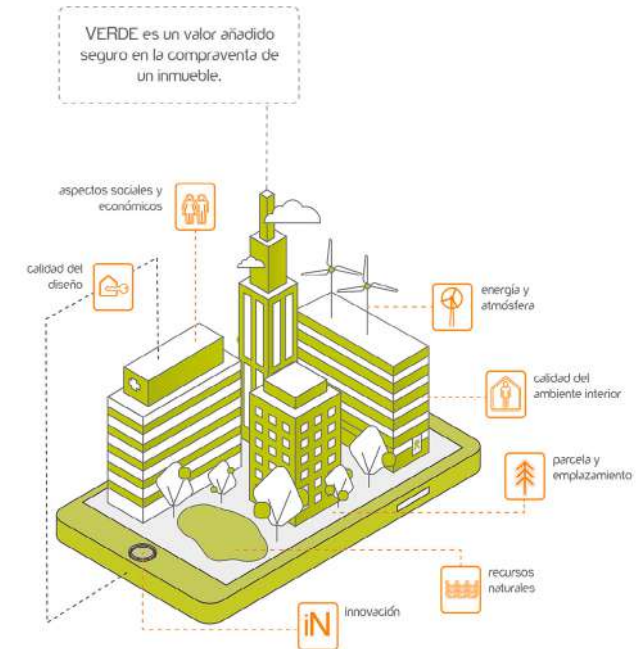 VERDE es un valor añadido
seguro en la compraventa de
un inmueble.
aspectos sociales y
económicos
calidad del
diseño
energía y
atmósfera
calidad del
ambiente interior
parcela y
emplazamiento
recursos
naturales
iN
innovación